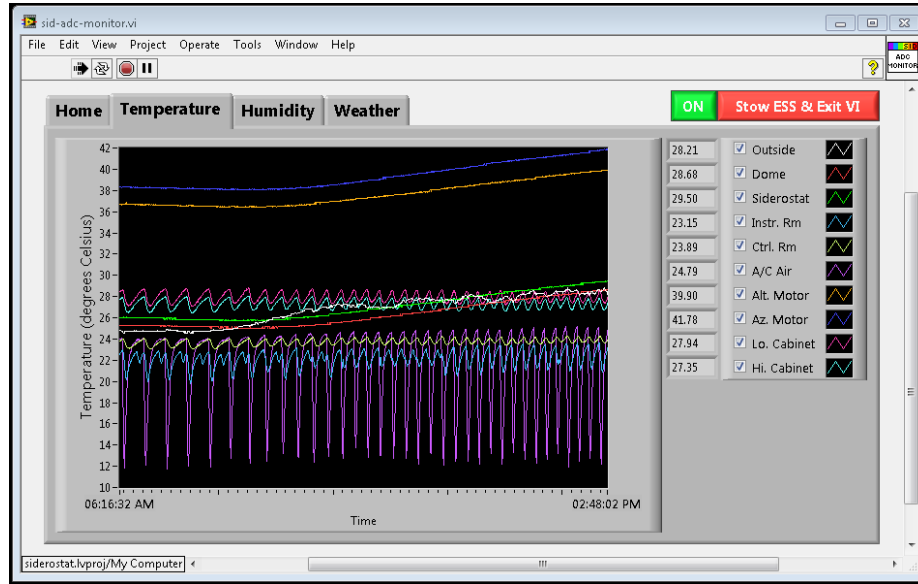 sid-adc-monitor.vi
File Edit View Project Operate Tools Window Help
ADC
MONITOR
Home Temperature Humidity Weather
ON Stow ESS & Exit VI
Temperature (degrees Celsius)
42
40
38
36
34
32
30
28
26
24
22
20
18
16
14
12
10
06:16:32 AM 02:48:02 PM
Time
28.21 Outside
28.68 Dome
29.50 Siderostat
23.15 Instr. Rm
23.89 Ctrl. Rm
24.79 A/C Air
39.90 Alt. Motor
41.78 Az. Motor
27.94 Lo. Cabinet
27.35 Hi. Cabinet
siderostat.lvproj/My Computer